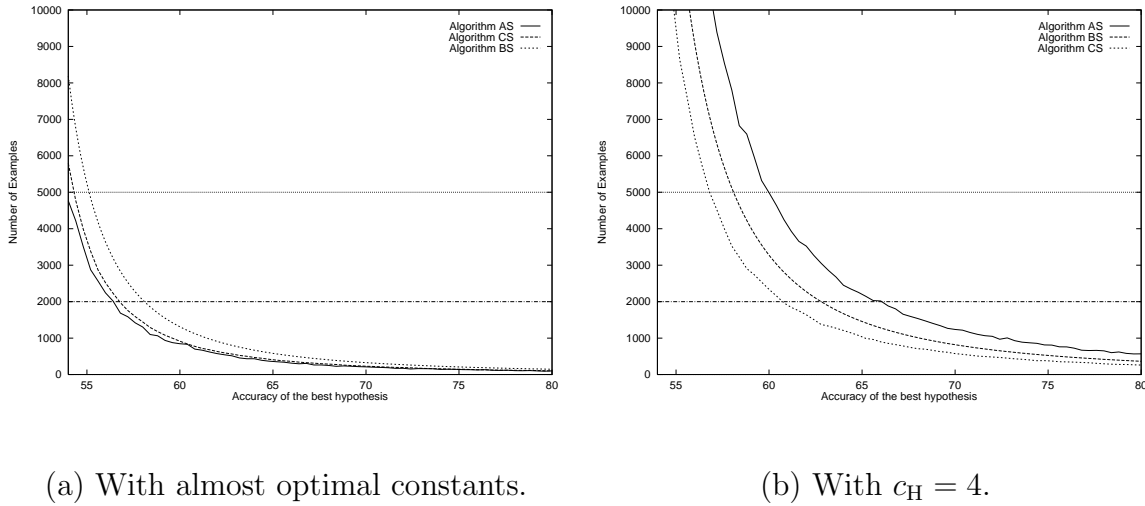 10000
9000
8000
7000
6000
5000
4000
3000
2000
1000
0
Number of Examples
55 60 65 70 75 80
Accuracy of the best hypothesis
Algorithm AS
Algorithm CS
Algorithm BS
(a) With almost optimal constants.
10000
9000
8000
7000
6000
5000
4000
3000
2000
1000
0
Number of Examples
55 60 65 70 75 80
Accuracy of the best hypothesis
Algorithm AS
Algorithm BS
Algorithm CS
(b) With c_H = 4.